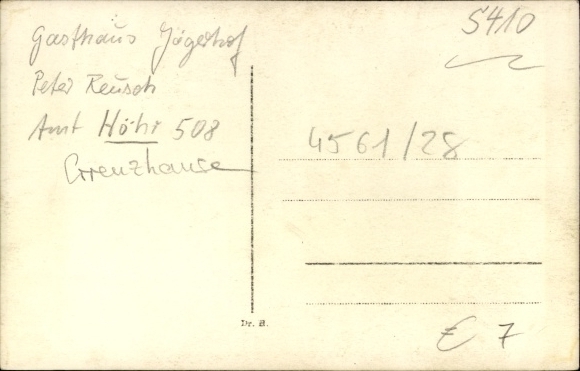 Gasthaus Jägerhof
Peter Reusch
Amt Höhr 508
Grenzhausen
5410
4561/28
Dr. H.
€ 7